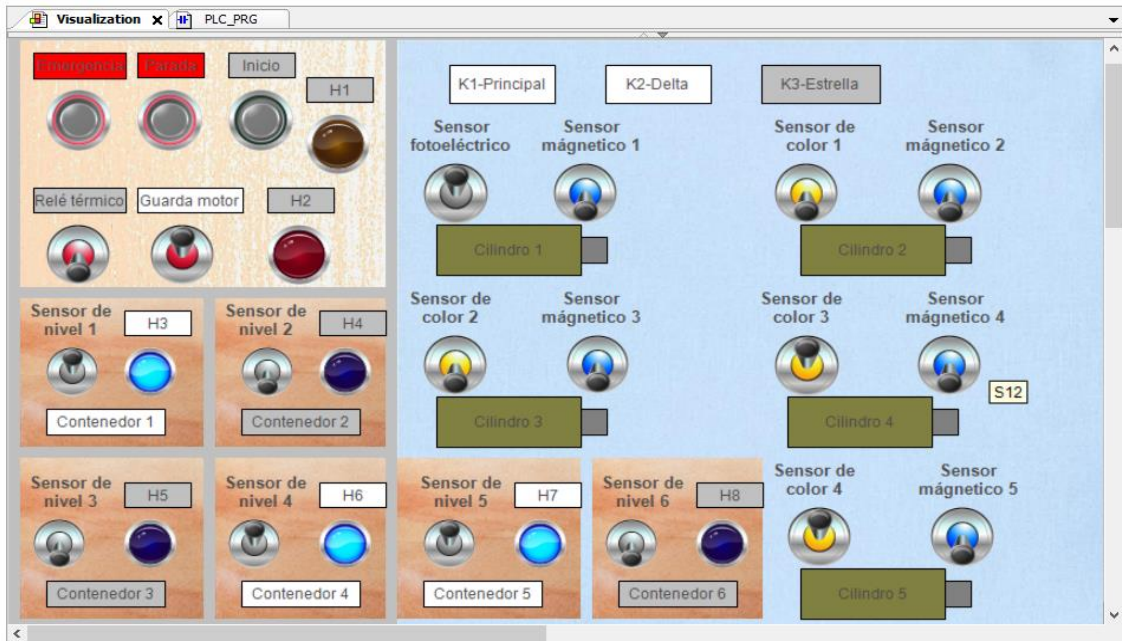 Visualization
PLC_PRG
Emergencia
Parada
Inicio
H1
Relé térmico
Guarda motor
H2
K1-Principal
K2-Delta
K3-Estrella
Sensor
fotoeléctrico
Sensor
mágnetico 1
Sensor de
color 1
Sensor
mágnetico 2
Cilindro 1
Cilindro 2
Sensor de
color 2
Sensor
mágnetico 3
Sensor de
color 3
Sensor
mágnetico 4
S12
Cilindro 3
Cilindro 4
Sensor de
nivel 1
H3
Contenedor 1
Sensor de
nivel 2
H4
Contenedor 2
Sensor de
nivel 3
H5
Contenedor 3
Sensor de
nivel 4
H6
Contenedor 4
Sensor de
nivel 5
H7
Contenedor 5
Sensor de
nivel 6
H8
Contenedor 6
Sensor de
color 4
Sensor
mágnetico 5
Cilindro 5